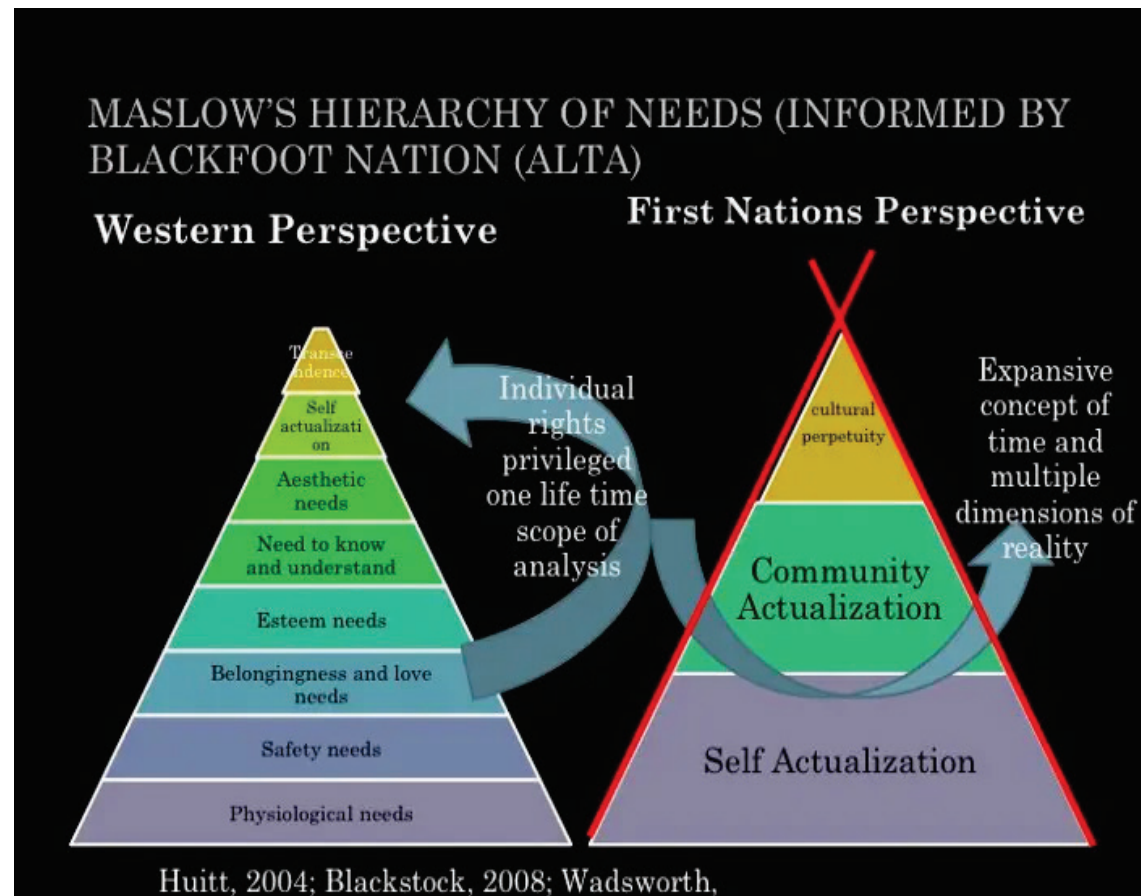 MASLOW'S HIERARCHY OF NEEDS (INFORMED BY
BLACKFOOT NATION (ALTA)
Western Perspective
Transce
ndence
Self
actualizati
on
Aesthetic
needs
Need to know
and understand
Esteem needs
Belongingness and love
needs
Safety needs
Physiological needs
Individual
rights
privileged
one life time
scope of
analysis
First Nations Perspective
cultural
perpetuity
Community
Actualization
Self Actualization
Expansive
concept of
time and
multiple
dimensions of
reality
Huitt, 2004; Blackstock, 2008; Wadsworth,